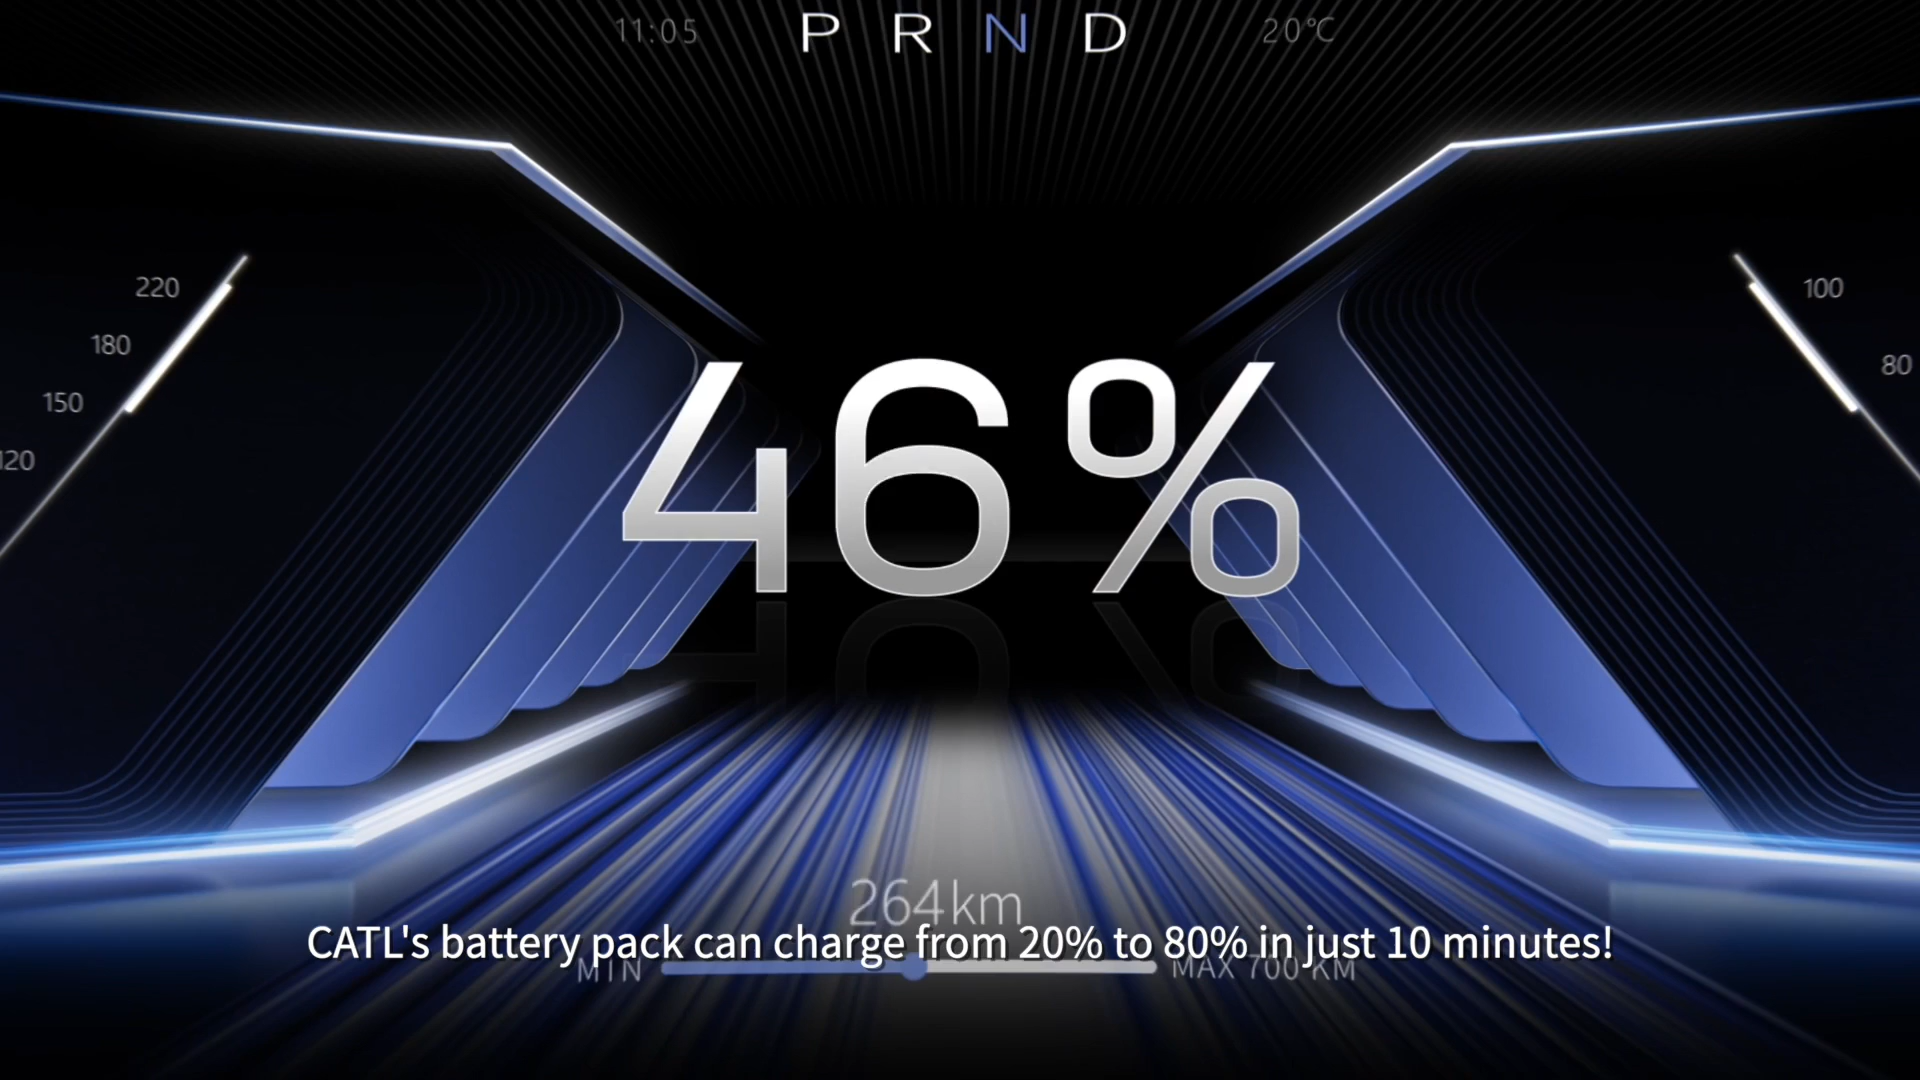 11:05 P R N D 20°C
220
180
150
120
100
80
46%
264km
CATL's battery pack can charge from 20% to 80% in just 10 minutes!
MIN MAX 700 KM